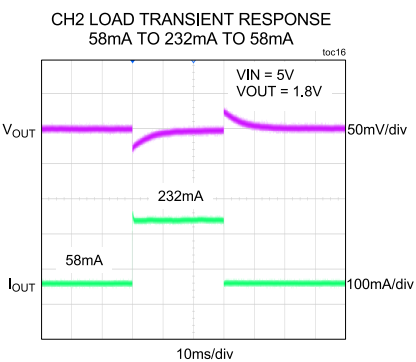 CH2 LOAD TRANSIENT RESPONSE
58mA TO 232mA TO 58mA
toc16
VIN = 5V
VOUT = 1.8V
VOUT
50mV/div
232mA
58mA
IOUT
100mA/div
10ms/div